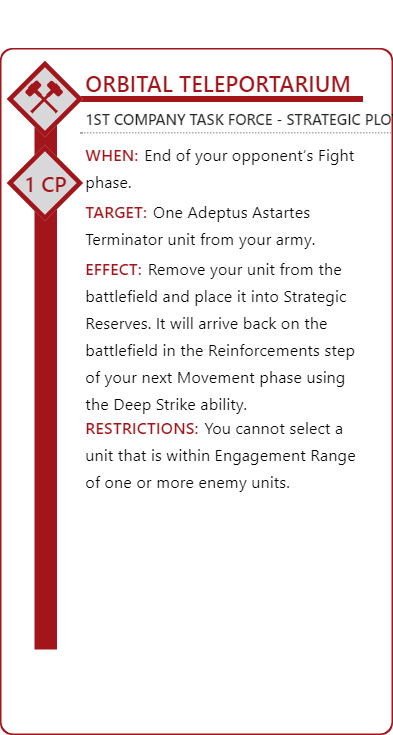 ORBITAL TELEPORTARIUM
1ST COMPANY TASK FORCE - STRATEGIC PLO
1 CP
WHEN: End of your opponent's Fight
phase.
TARGET: One Adeptus Astartes
Terminator unit from your army.
EFFECT: Remove your unit from the
battlefield and place it into Strategic
Reserves. It will arrive back on the
battlefield in the Reinforcements step
of your next Movement phase using
the Deep Strike ability.
RESTRICTIONS: You cannot select a
unit that is within Engagement Range
of one or more enemy units.